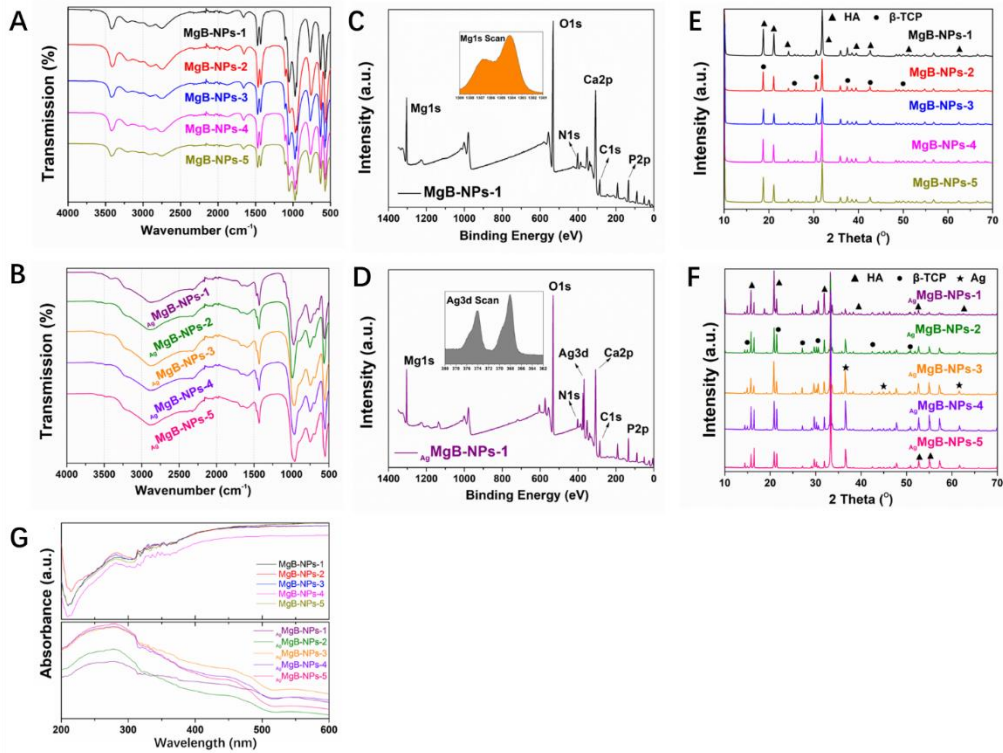 A
Transmission (%)
MgB-NPs-1
MgB-NPs-2
MgB-NPs-3
MgB-NPs-4
MgB-NPs-5
4000 3500 3000 2500 2000 1500 1000 500
Wavenumber (cm-1)
B
Transmission (%)
AgMgB-NPs-1
AgMgB-NPs-2
AgMgB-NPs-3
AgMgB-NPs-4
AgMgB-NPs-5
4000 3500 3000 2500 2000 1500 1000 500
Wavenumber (cm-1)
C
Intensity (a.u.)
Mg1s Scan
O1s
Ca2p
Mg1s
N1s
C1s
P2p
MgB-NPs-1
1400 1200 1000 800 600 400 200 0
Binding Energy (eV)
D
Intensity (a.u.)
Ag3d Scan
O1s
Mg1s
Ag3d
Ca2p
N1s
C1s
P2p
AgMgB-NPs-1
1400 1200 1000 800 600 400 200 0
Binding Energy (eV)
E
Intensity (a.u.)
▲ HA ● β-TCP
MgB-NPs-1
MgB-NPs-2
MgB-NPs-3
MgB-NPs-4
MgB-NPs-5
10 20 30 40 50 60 70
2 Theta (O)
F
Intensity (a.u.)
▲ HA ● β-TCP ★ Ag
AgMgB-NPs-1
AgMgB-NPs-2
AgMgB-NPs-3
AgMgB-NPs-4
AgMgB-NPs-5
10 20 30 40 50 60 70
2 Theta (O)
G
Absorbance (a.u.)
MgB-NPs-1
MgB-NPs-2
MgB-NPs-3
MgB-NPs-4
MgB-NPs-5
AgMgB-NPs-1
AgMgB-NPs-2
AgMgB-NPs-3
AgMgB-NPs-4
AgMgB-NPs-5
200 300 400 500 600
Wavelength (nm)